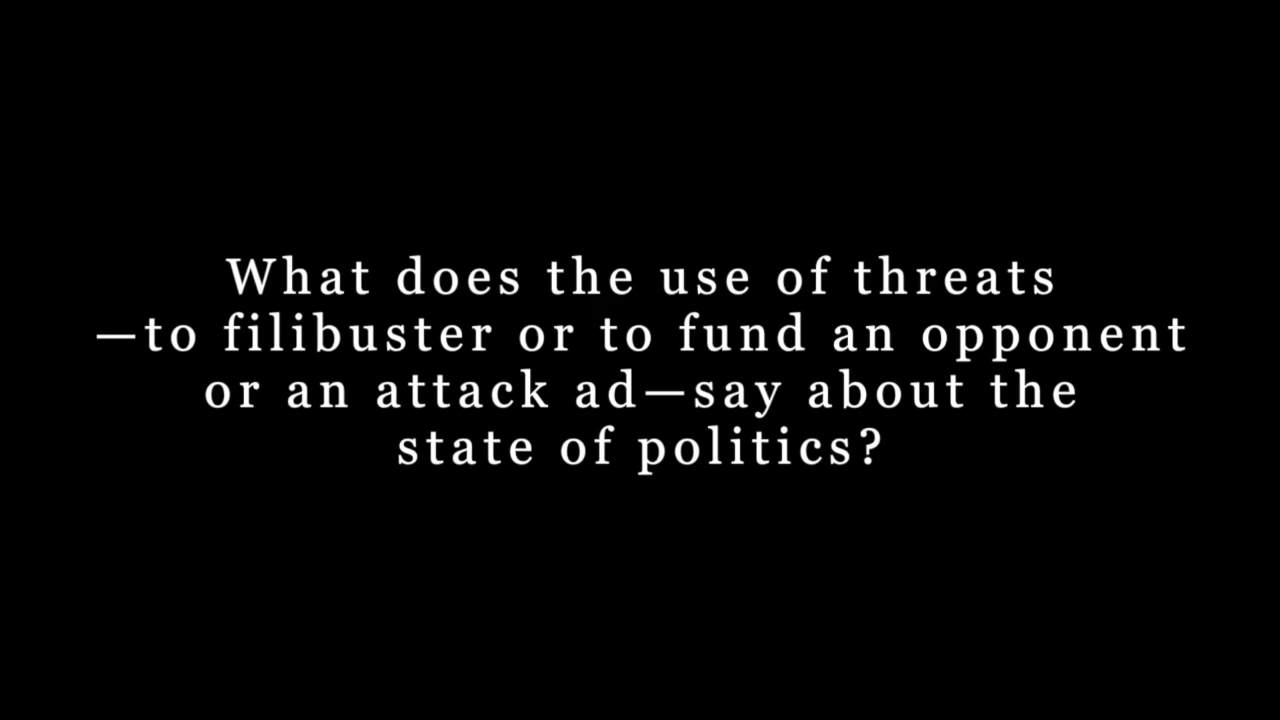 What does the use of threats
—to filibuster or to fund an opponent
or an attack ad—say about the
state of politics?